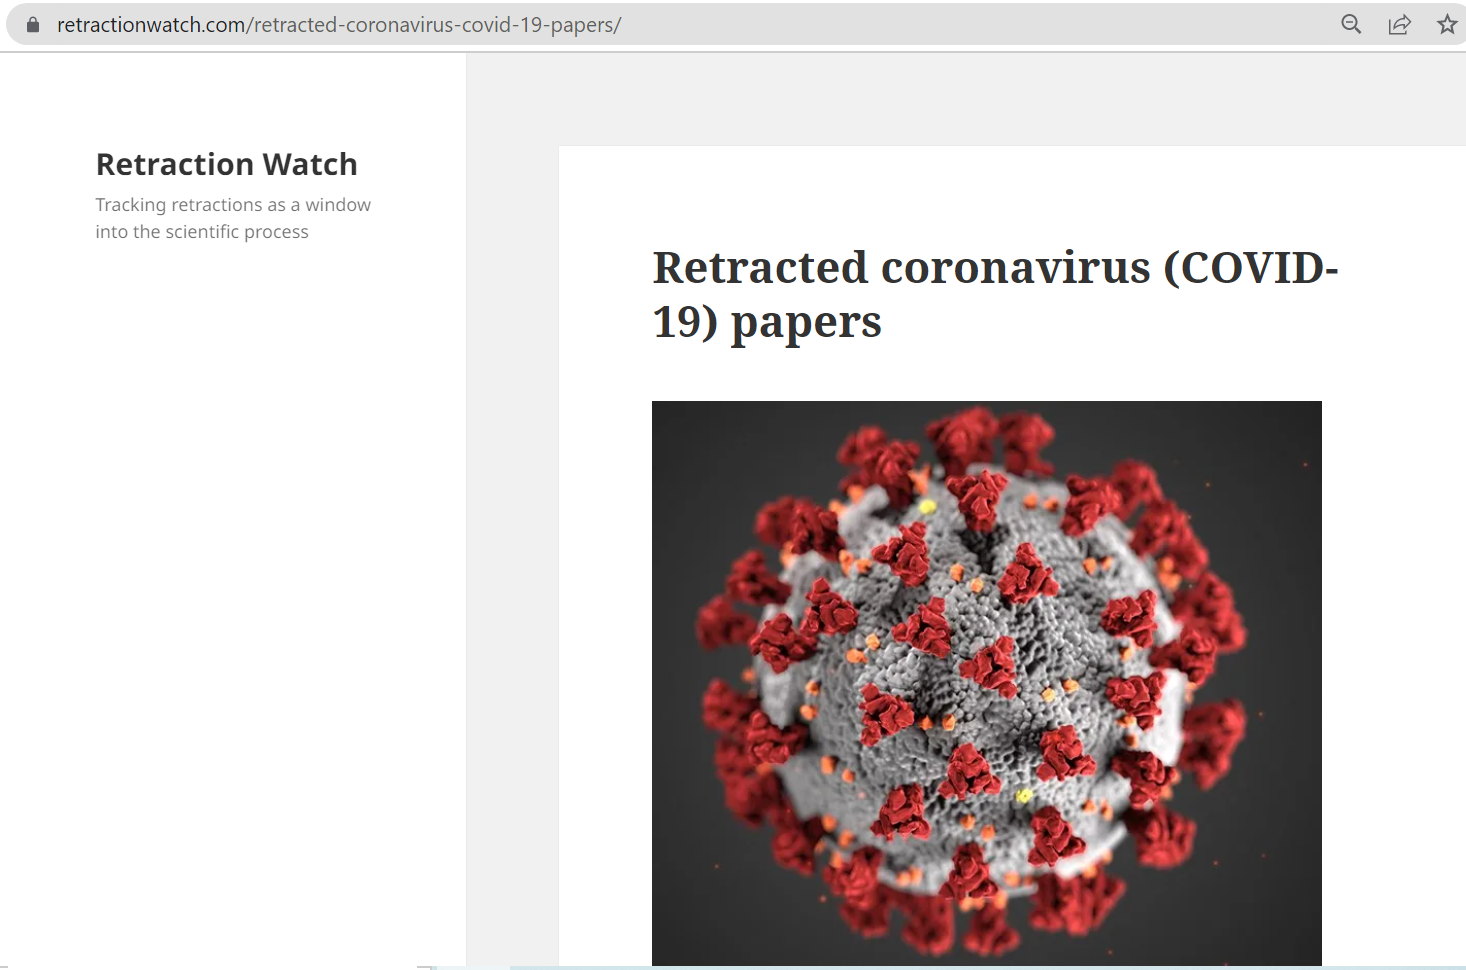 retractionwatch.com/retracted-coronavirus-covid-19-papers/
Retraction Watch
Tracking retractions as a window
into the scientific process
Retracted coronavirus (COVID-
19) papers